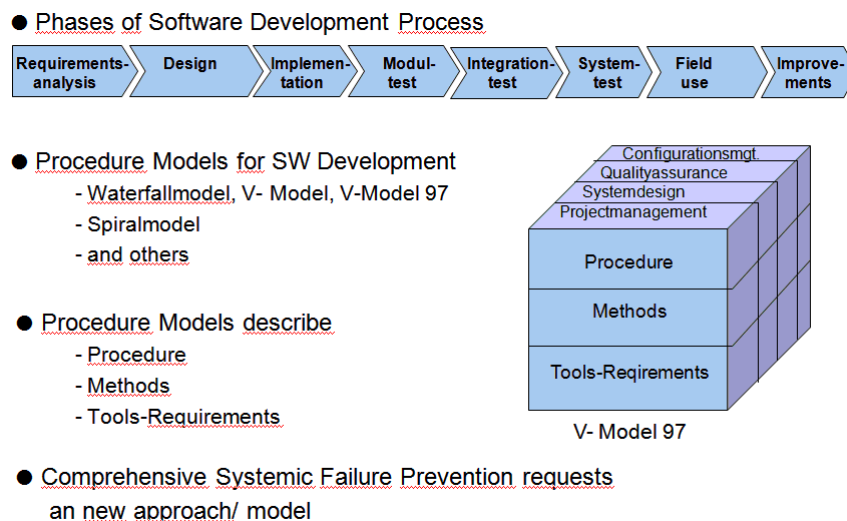 ● Phases of Software Development Process
Requirements-
analysis
Design
Implemen-
tation
Modul-
test
Integration-
test
System-
test
Field
use
Improve-
ments
● Procedure Models for SW Development
- Waterfallmodel, V- Model, V-Model 97
- Spiralmodel
- and others
● Procedure Models describe
- Procedure
- Methods
- Tools-Requirements
Configurationsmgt.
Qualityassurance
Systemdesign
Projectmanagement
Procedure
Methods
Tools-Reqirements
V- Model 97
● Comprehensive Systemic Failure Prevention requests
an new approach/ model